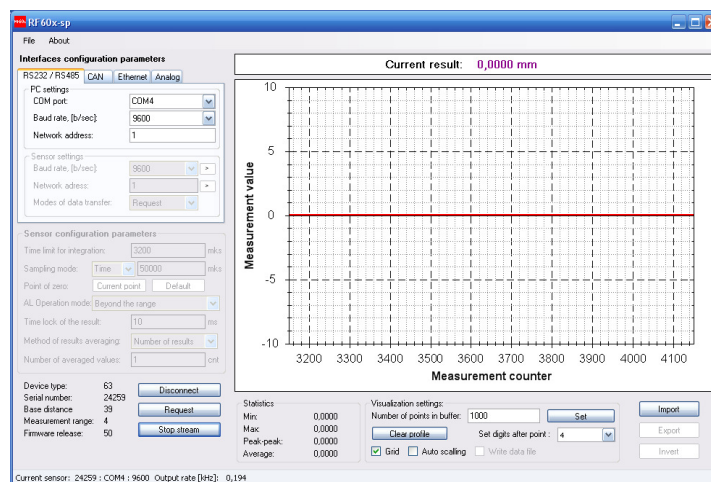 RF60x-sp
File About
Interfaces configuration parameters
RS232 / RS485 CAN Ethernet Analog
PC settings
COM port: COM4
Baud rate, [b/sec]: 9600
Network address: 1
Sensor settings
Baud rate, [b/sec]: 9600 >
Network adress: 1 >
Modes of data transfer: Request
Sensor configuration parameters
Time limit for integration: 3200 mks
Sampling mode: Time 50000 mks
Point of zero: Current point Default
AL Operation mode: Beyond the range
Time lock of the result: 10 ms
Method of results averaging: Number of results
Number of averaged values: 1 cnt
Device type: 63
Serial number: 24259
Base distance 39
Measurement range: 4
Firmware release: 50
Disconnect
Request
Stop stream
Current result: 0,0000 mm
Measurement value
10
5
0
-5
-10
3200 3300 3400 3500 3600 3700 3800 3900 4000 4100
Measurement counter
Statistics
Min: 0,0000
Max: 0,0000
Peak-peak: 0,0000
Average: 0,0000
Visualization settings:
Number of points in buffer: 1000 Set
Clear profile Set digits after point : 4
Grid Auto scalling Write data file
Import
Export
Invert
Current sensor: 24259 : COM4 : 9600 Output rate [kHz]: 0,194